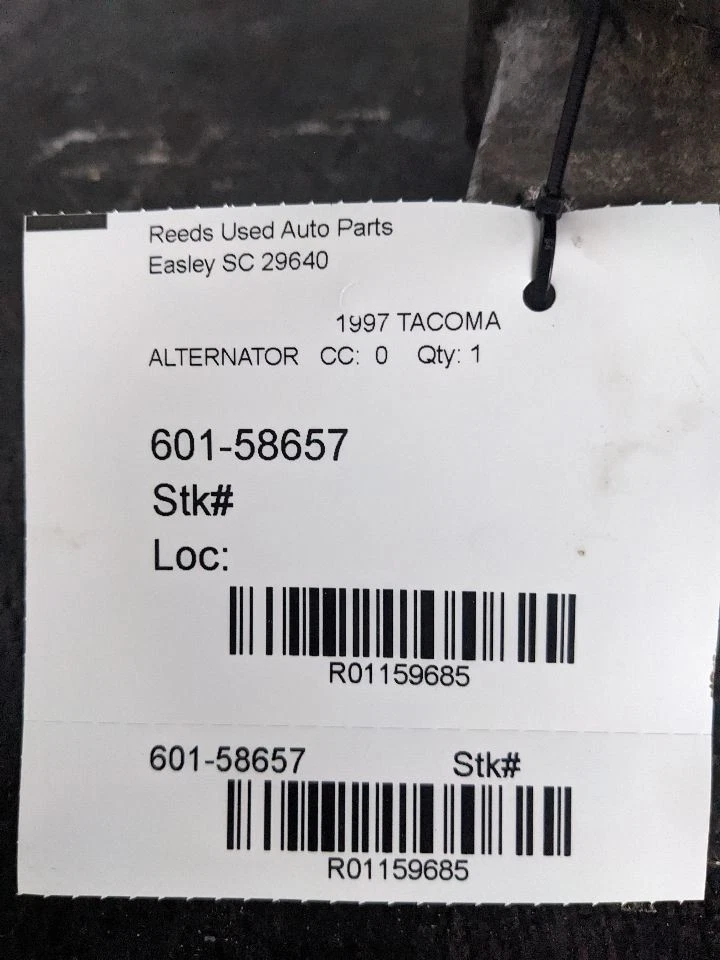 Reeds Used Auto Parts
Easley SC 29640
1997 TACOMA
ALTERNATOR CC: 0 Qty: 1
601-58657
Stk#
Loc:
R01159685
601-58657 Stk#
R01159685